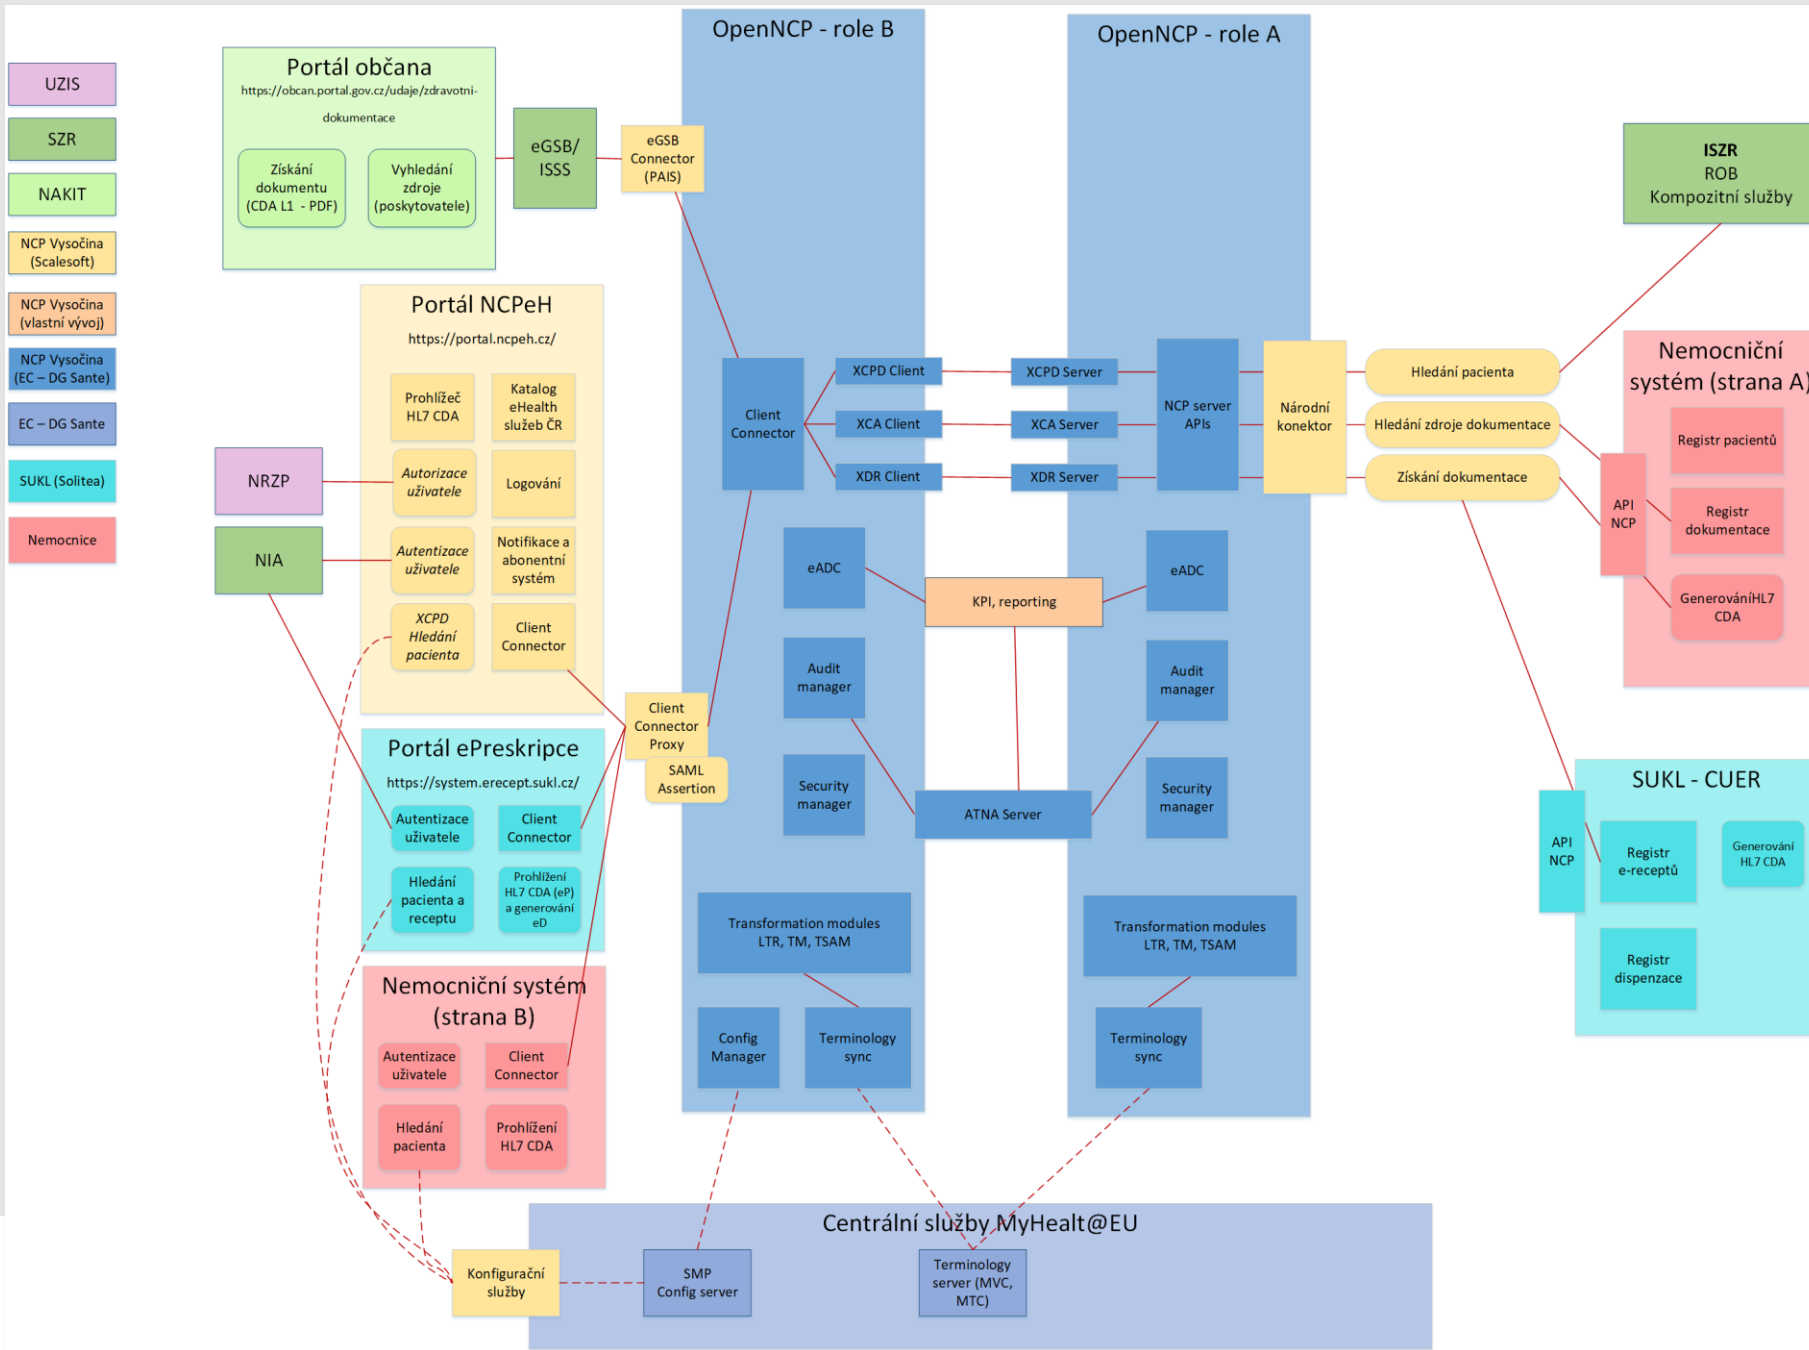 UZIS
SZR
NAKIT
NCP Vysočina
(Scalesoft)
NCP Vysočina
(vlastní vývoj)
NCP Vysočina
(EC – DG Sante)
EC – DG Sante
SUKL (Solitea)
Nemocnice
Portál občana
https://obcan.portal.gov.cz/udaje/zdravotni-
dokumentace
Získání
dokumentu
(CDA L1  - PDF)
Vyhledání
zdroje
(poskytovatele)
eGSB/
ISSS
eGSB
Connector
(PAIS)
Portál NCPeH
https://portal.ncpeh.cz/
Prohlížeč
HL7 CDA
Katalog
eHealth
služeb ČR
Autorizace
uživatele
Logování
Autentizace
uživatele
Notifikace a
abonentní
systém
XCPD
Hledání
pacienta
Client
Connector
NRZP
NIA
Client
Connector
Proxy
SAML
Assertion
Portál ePreskripce
https://system.erecept.sukl.cz/
Autentizace
uživatele
Client
Connector
Hledání
pacienta a
receptu
Prohlížení
HL7 CDA (eP)
a generování
eD
Nemocniční systém
(strana B)
Autentizace
uživatele
Client
Connector
Hledání
pacienta
Prohlížení
HL7 CDA
OpenNCP - role B
Client
Connector
XCPD Client
XCA Client
XDR Client
eADC
Audit
manager
Security
manager
Transformation modules
LTR, TM, TSAM
Config
Manager
Terminology
sync
KPI, reporting
ATNA Server
OpenNCP - role A
XCPD Server
XCA Server
XDR Server
NCP server
APIs
Národní
konektor
eADC
Audit
manager
Security
manager
Transformation modules
LTR, TM, TSAM
Terminology
sync
Hledání pacienta
Hledání zdroje dokumentace
Získání dokumentace
ISZR
ROB
Kompozitní služby
Nemocniční
systém (strana A)
Registr pacientů
API
NCP
Registr
dokumentace
GenerováníHL7
CDA
SUKL - CUER
API
NCP
Registr
e-receptů
Generování
HL7 CDA
Registr
dispenzace
Centrální služby MyHealt@EU
Konfigurační
služby
SMP
Config server
Terminology
server (MVC,
MTC)